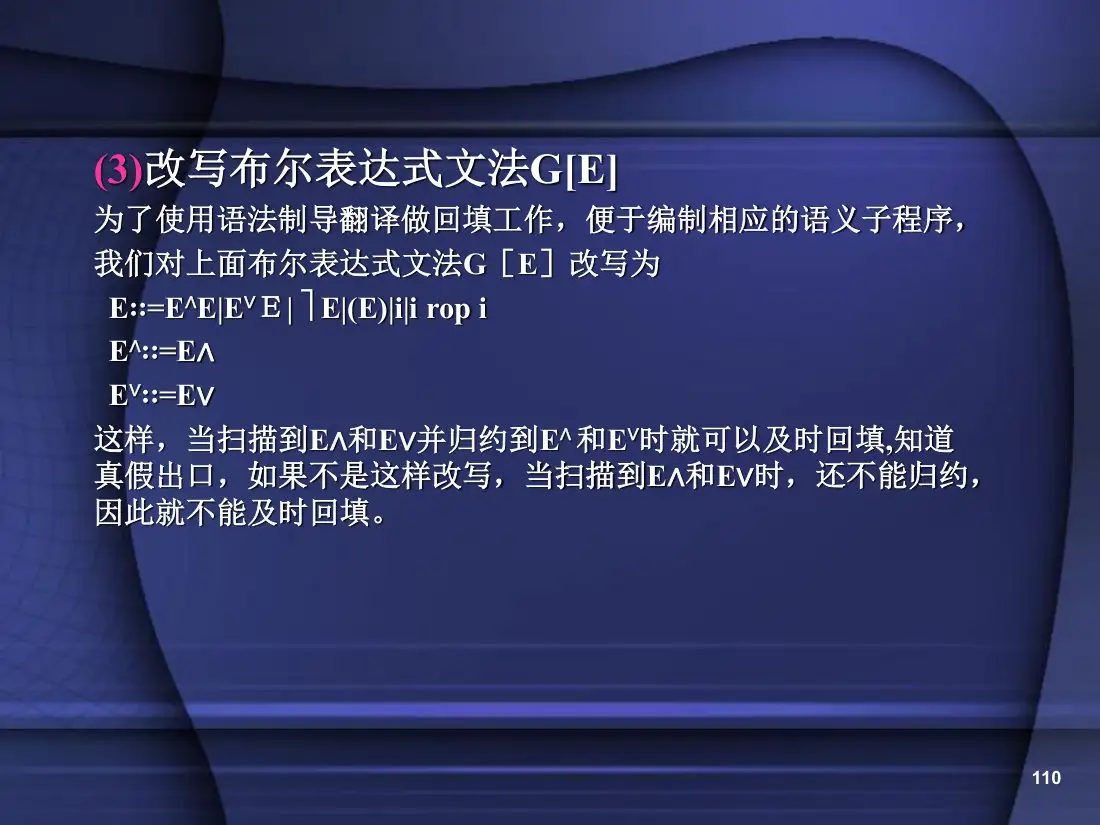 (3)改写布尔表达式文法G[E]
为了使用语法制导翻译做回填工作，便于编制相应的语义子程序，
我们对上面布尔表达式文法G［E］改写为
E∷=E^E|E^∨Ｅ|⎤E|(E)|i|i rop i
E^∷=E∧
E^∨∷=E∨
这样，当扫描到E∧和E∨并归约到E^和E^∨时就可以及时回填,知道
真假出口，如果不是这样改写，当扫描到E∧和E∨时，还不能归约，
因此就不能及时回填。
110